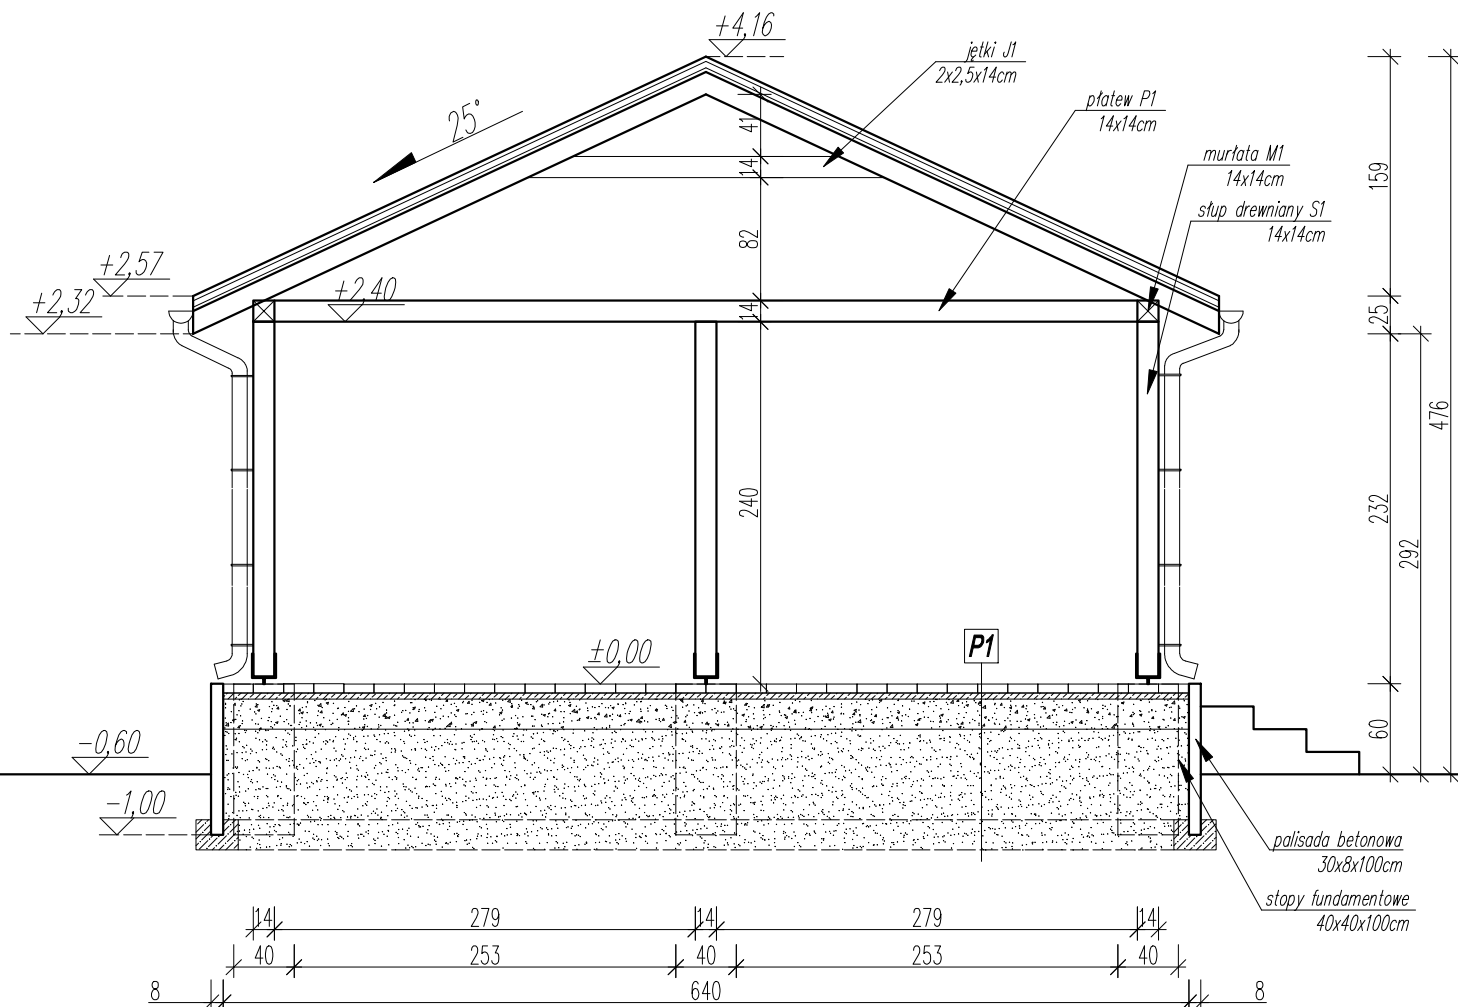 +4,16
jętki J1
2x2,5x14cm
płatew P1
14x14cm
25°
41
14
murłata M1
14x14cm
159
słup drewniany S1
14x14cm
82
+2,57
+2,32
+2,40
14
25
476
240
232
292
±0,00
P1
-0,60
60
-1,00
palisada betonowa
30x8x100cm
stopy fundamentowe
40x40x100cm
14 279 14 279 14
40 253 40 253 40
8 640 8